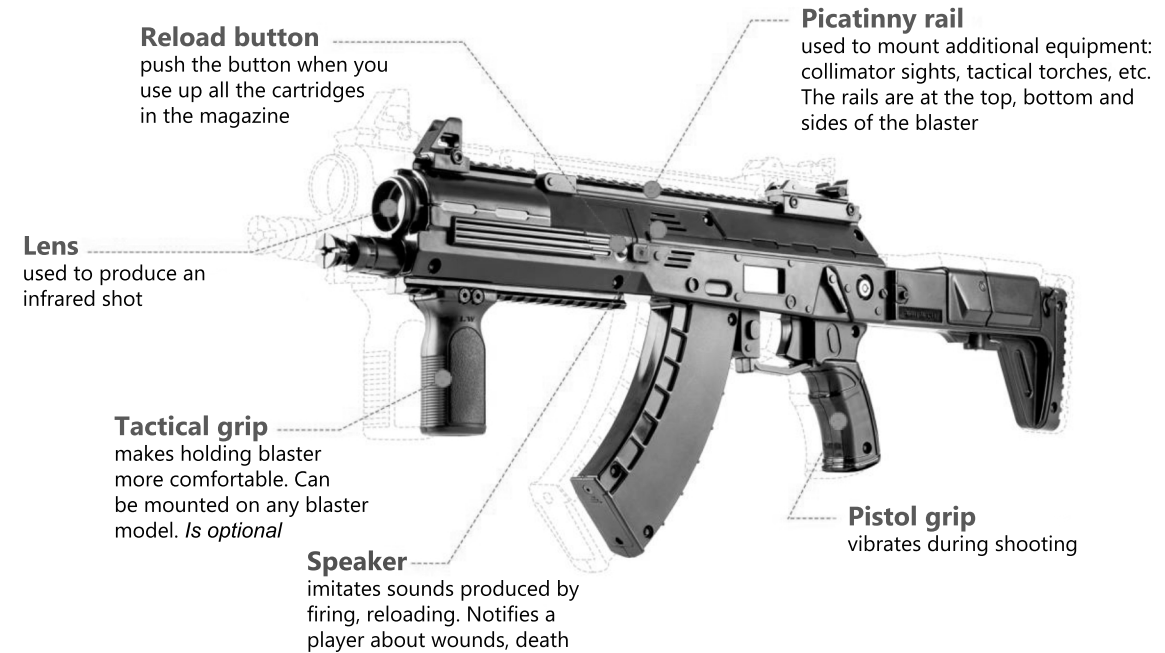 Reload button
push the button when you
use up all the cartridges
in the magazine
Picatinny rail
used to mount additional equipment:
collimator sights, tactical torches, etc.
The rails are at the top, bottom and
sides of the blaster
Lens
used to produce an
infrared shot
LW
Tactical grip
makes holding blaster
more comfortable. Can
be mounted on any blaster
model. Is optional
Pistol grip
vibrates during shooting
Speaker
imitates sounds produced by
firing, reloading. Notifies a
player about wounds, death